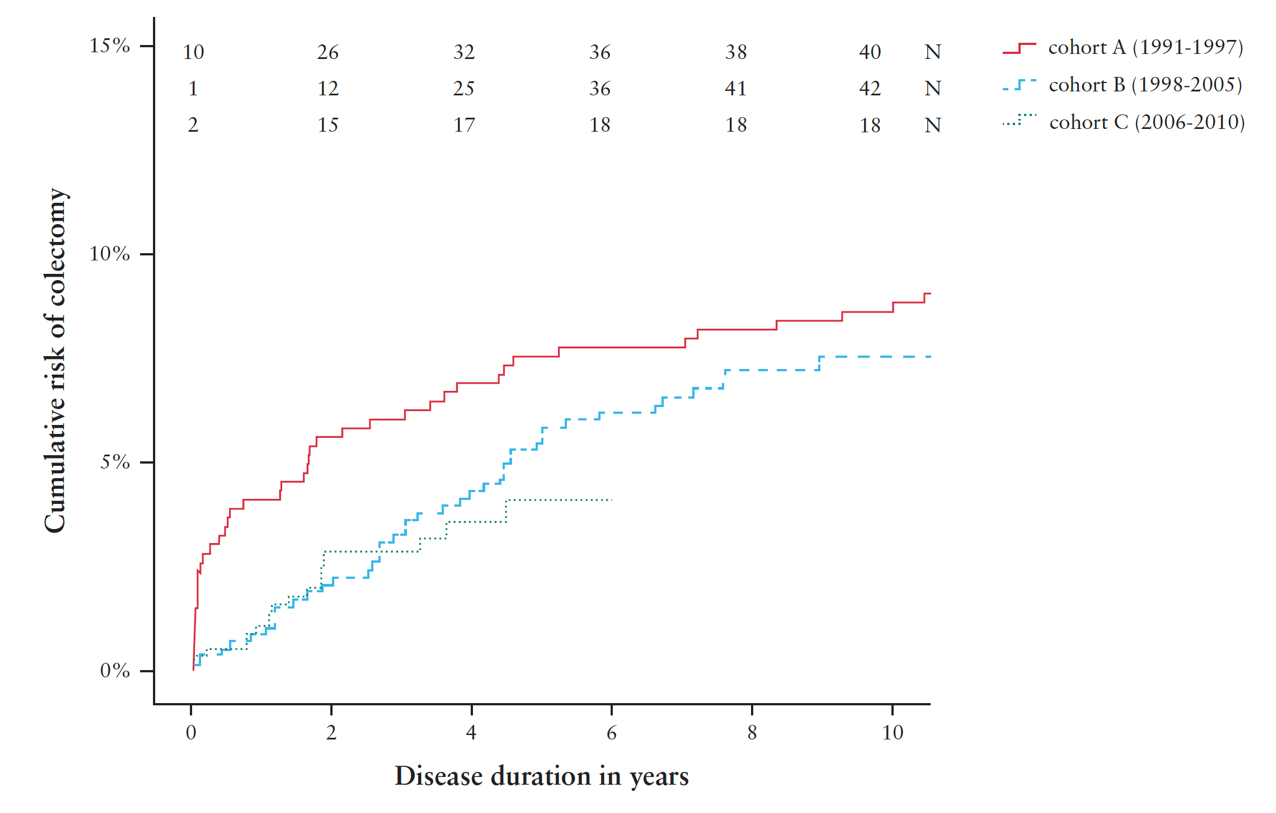 15%
10 26 32 36 38 40 N
1 12 25 36 41 42 N
2 15 17 18 18 18 N
cohort A (1991-1997)
cohort B (1998-2005)
cohort C (2006-2010)
10%
5%
0%
Cumulative risk of colectomy
0 2 4 6 8 10
Disease duration in years